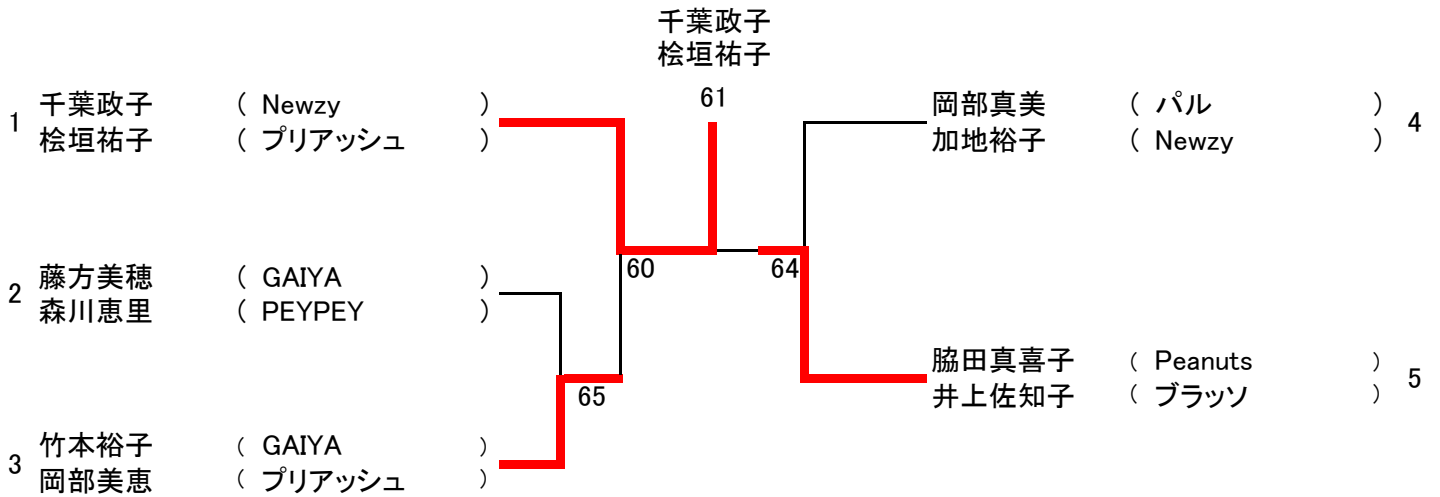 千葉政子
桧垣祐子
61
1 千葉政子 ( Newzy )
桧垣祐子 ( プリアッシュ )
岡部真美 ( パル ) 4
加地裕子 ( Newzy )
60
64
2 藤方美穂 ( GAIYA )
森川恵里 ( PEYPEY )
65
脇田真喜子 ( Peanuts ) 5
井上佐知子 ( ブラッソ )
3 竹本裕子 ( GAIYA )
岡部美恵 ( プリアッシュ )